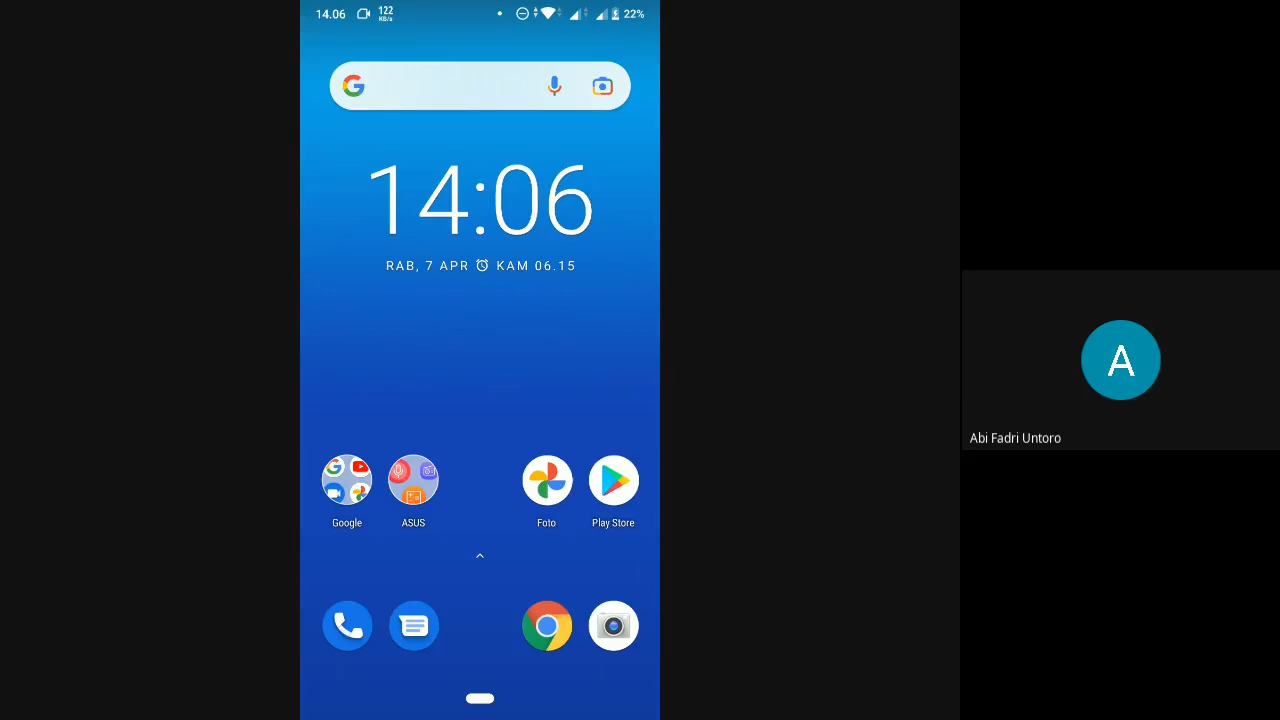 14.06 122 KB/s 22%
14:06
RAB, 7 APR KAM 06.15
Google ASUS Foto Play Store
A
Abi Fadri Untoro